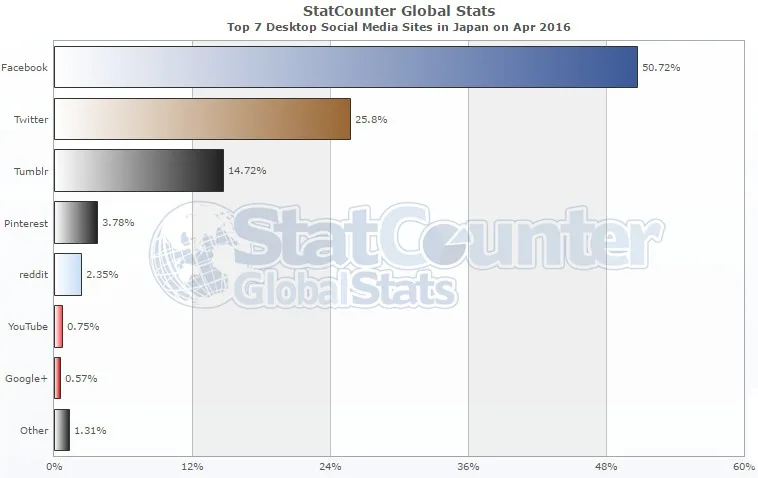 StatCounter Global Stats
Top 7 Desktop Social Media Sites in Japan on Apr 2016
Facebook 50.72%
Twitter 25.8%
Tumblr 14.72%
Pinterest 3.78%
StatCounter
reddit 2.35%
GlobalStats
YouTube 0.75%
Google+ 0.57%
Other 1.31%
0% 12% 24% 36% 48% 60%